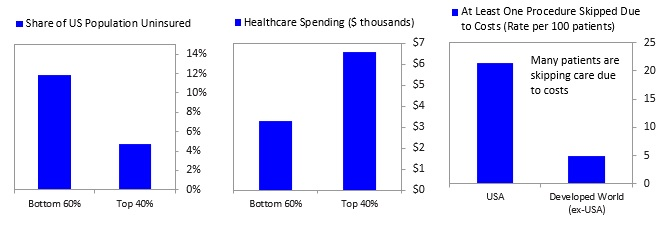 Share of US Population Uninsured
14%
12%
10%
8%
6%
4%
2%
0%
Bottom 60%
Top 40%
Healthcare Spending ($ thousands)
$7
$6
$5
$4
$3
$2
$1
$0
Bottom 60%
Top 40%
At Least One Procedure Skipped Due
to Costs (Rate per 100 patients)
Many patients are
skipping care due
to costs
25
20
15
10
5
0
USA
Developed World
(ex-USA)